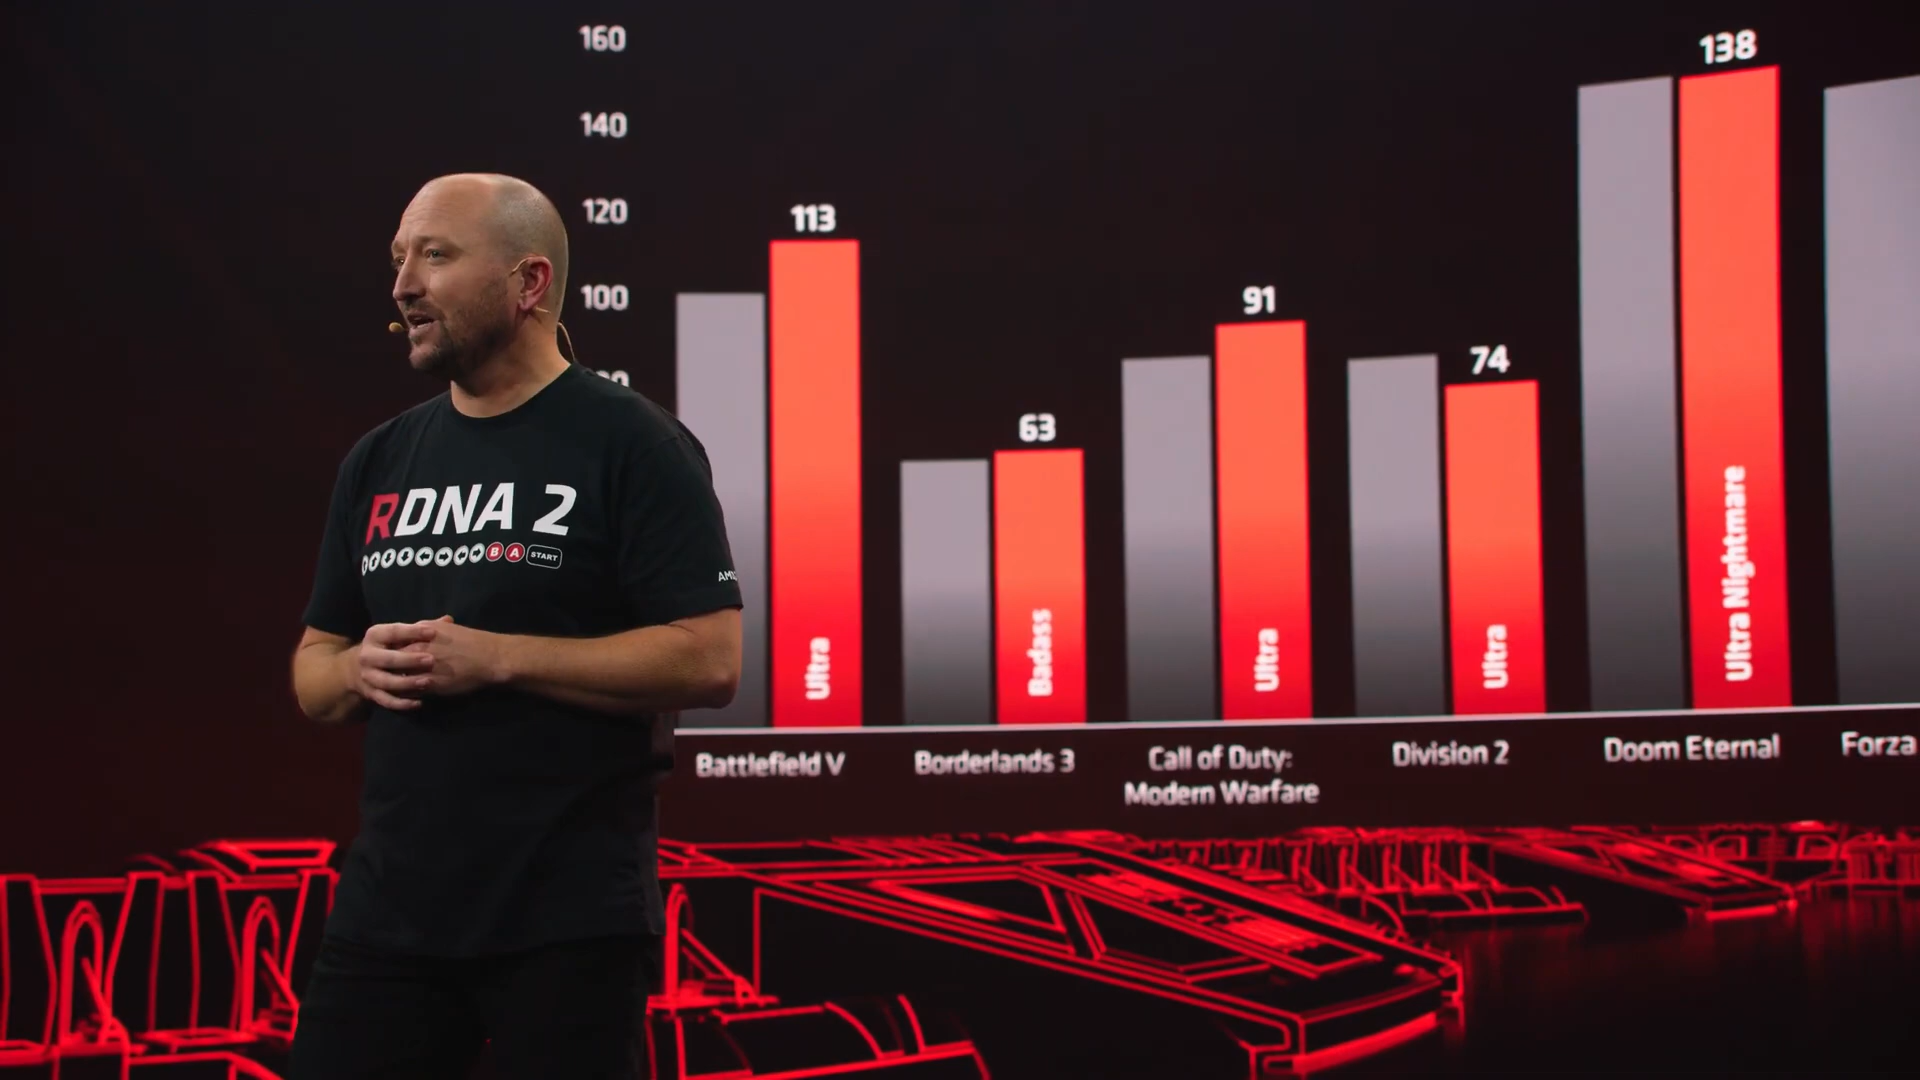 160
140
120
100
113
63
91
74
138
Ultra
Badass
Ultra
Ultra
Ultra Nightmare
Battlefield V
Borderlands 3
Call of Duty:
Modern Warfare
Division 2
Doom Eternal
Forza
RDNA 2
B A START